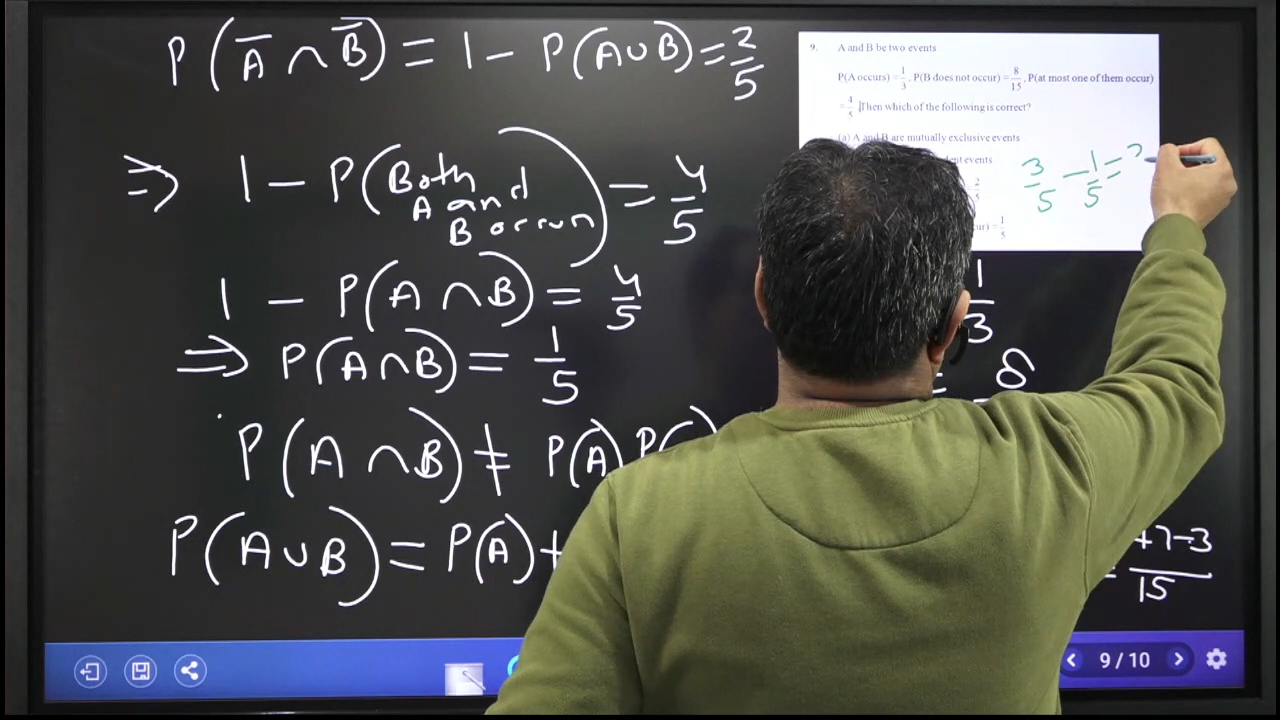 P(A̅ ∩ B̅) = 1 - P(A∪B) = 2/5
9. A and B be two events
P(A occurs) = 1/3, P(B does not occur) = 8/15, P(at most one of them occur)
= 4/5. Then which of the following is correct?
(a) A and B are mutually exclusive events
events
3/5 - 1/5 =
⇒ 1 - P(Both A and B occurs) = 4/5
1 - P(A ∩ B) = 4/5
1/3
⇒ P(A ∩ B) = 1/5
= 8
P(A ∩ B) ≠ P(A) P(
P(A ∪ B) = P(A) +
= +7-3/15
9 / 10